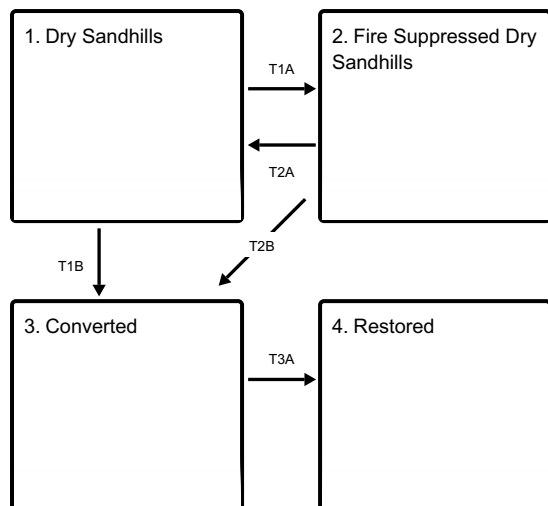 1. Dry Sandhills
2. Fire Suppressed Dry
Sandhills
T1A
T2A
T1B
T2B
3. Converted
4. Restored
T3A